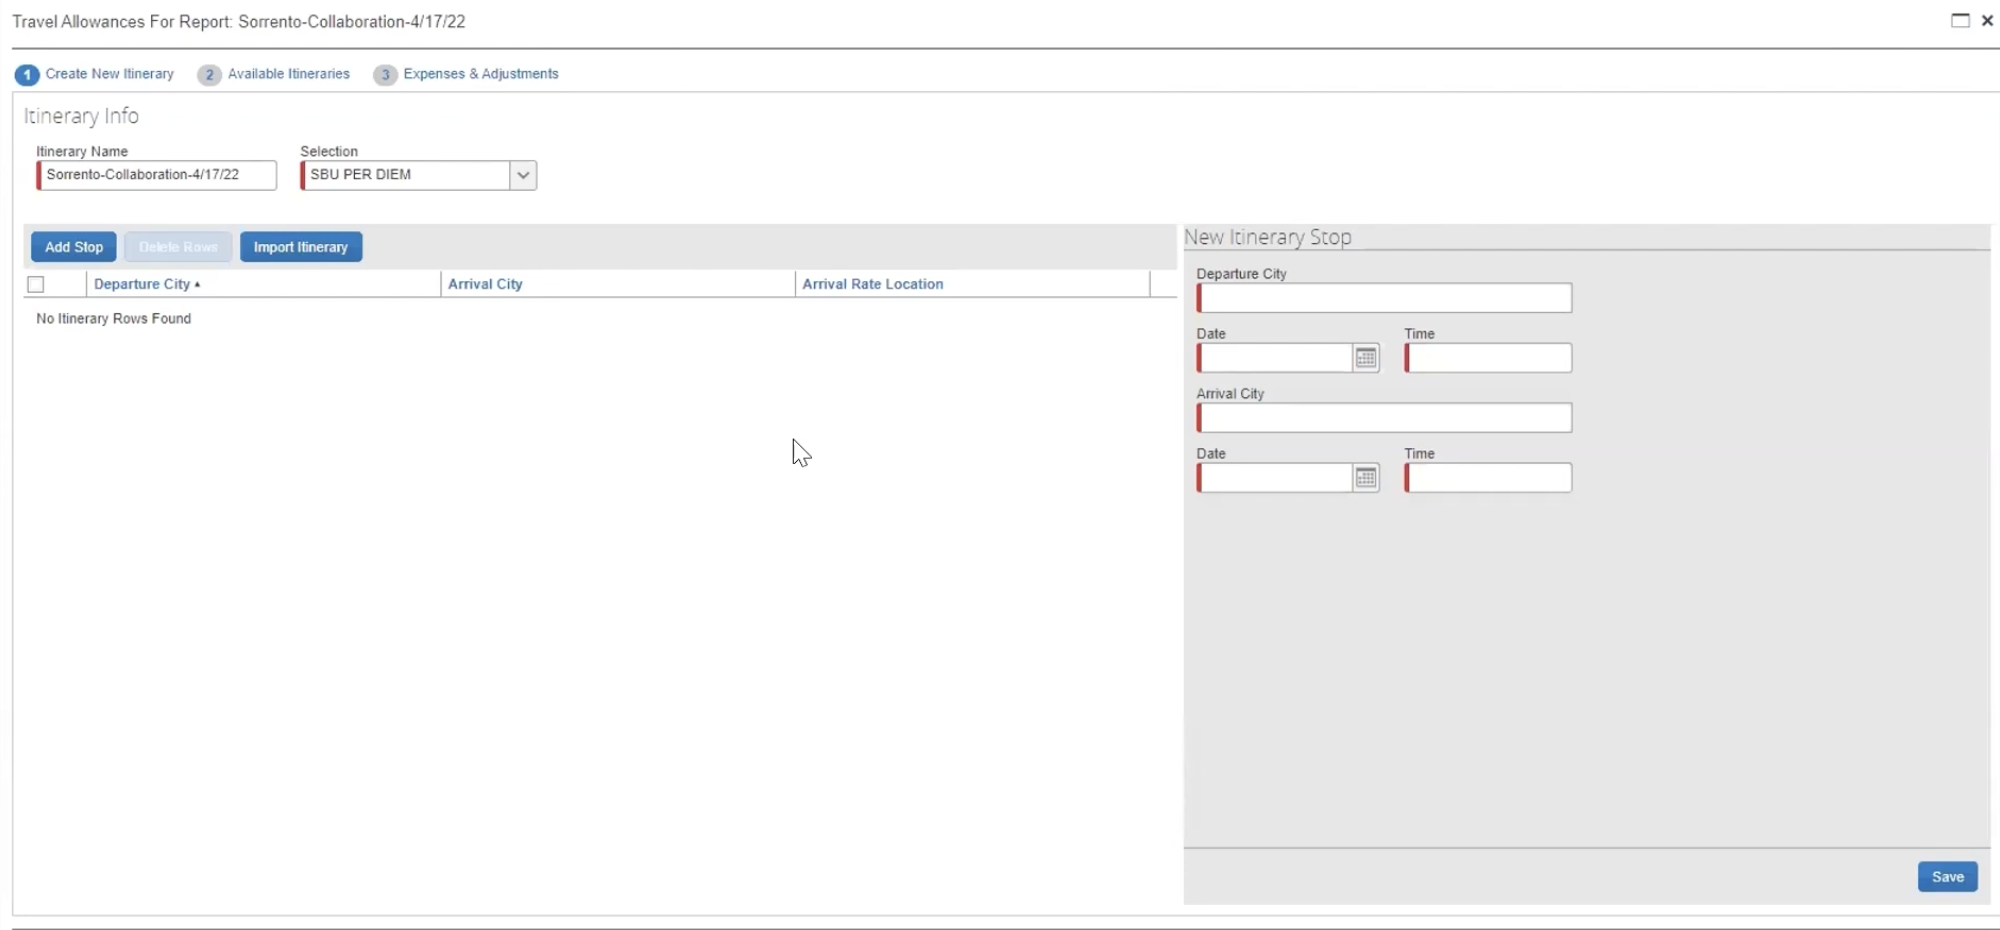 Travel Allowances For Report: Sorrento-Collaboration-4/17/22
1 Create New Itinerary 2 Available Itineraries 3 Expenses & Adjustments
Itinerary Info
Itinerary Name Selection
Sorrento-Collaboration-4/17/22 SBU PER DIEM
Add Stop Delete Rows Import Itinerary
Departure City Arrival City Arrival Rate Location
No Itinerary Rows Found
New Itinerary Stop
Departure City
Date Time
Arrival City
Date Time
Save